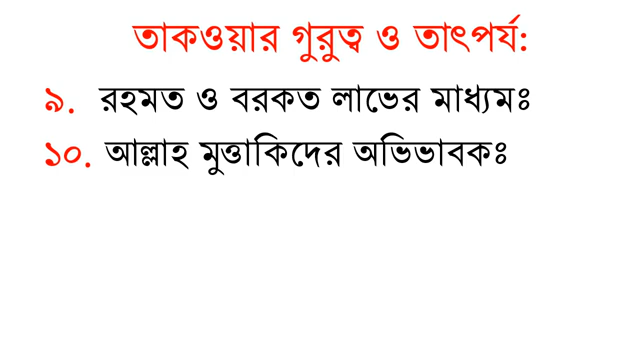 তাকওয়ার গুরুত্ব ও তাৎপর্য:
৯. রহমত ও বরকত লাভের মাধ্যমঃ
১০. আল্লাহ মুত্তাকিদের অভিভাবকঃ